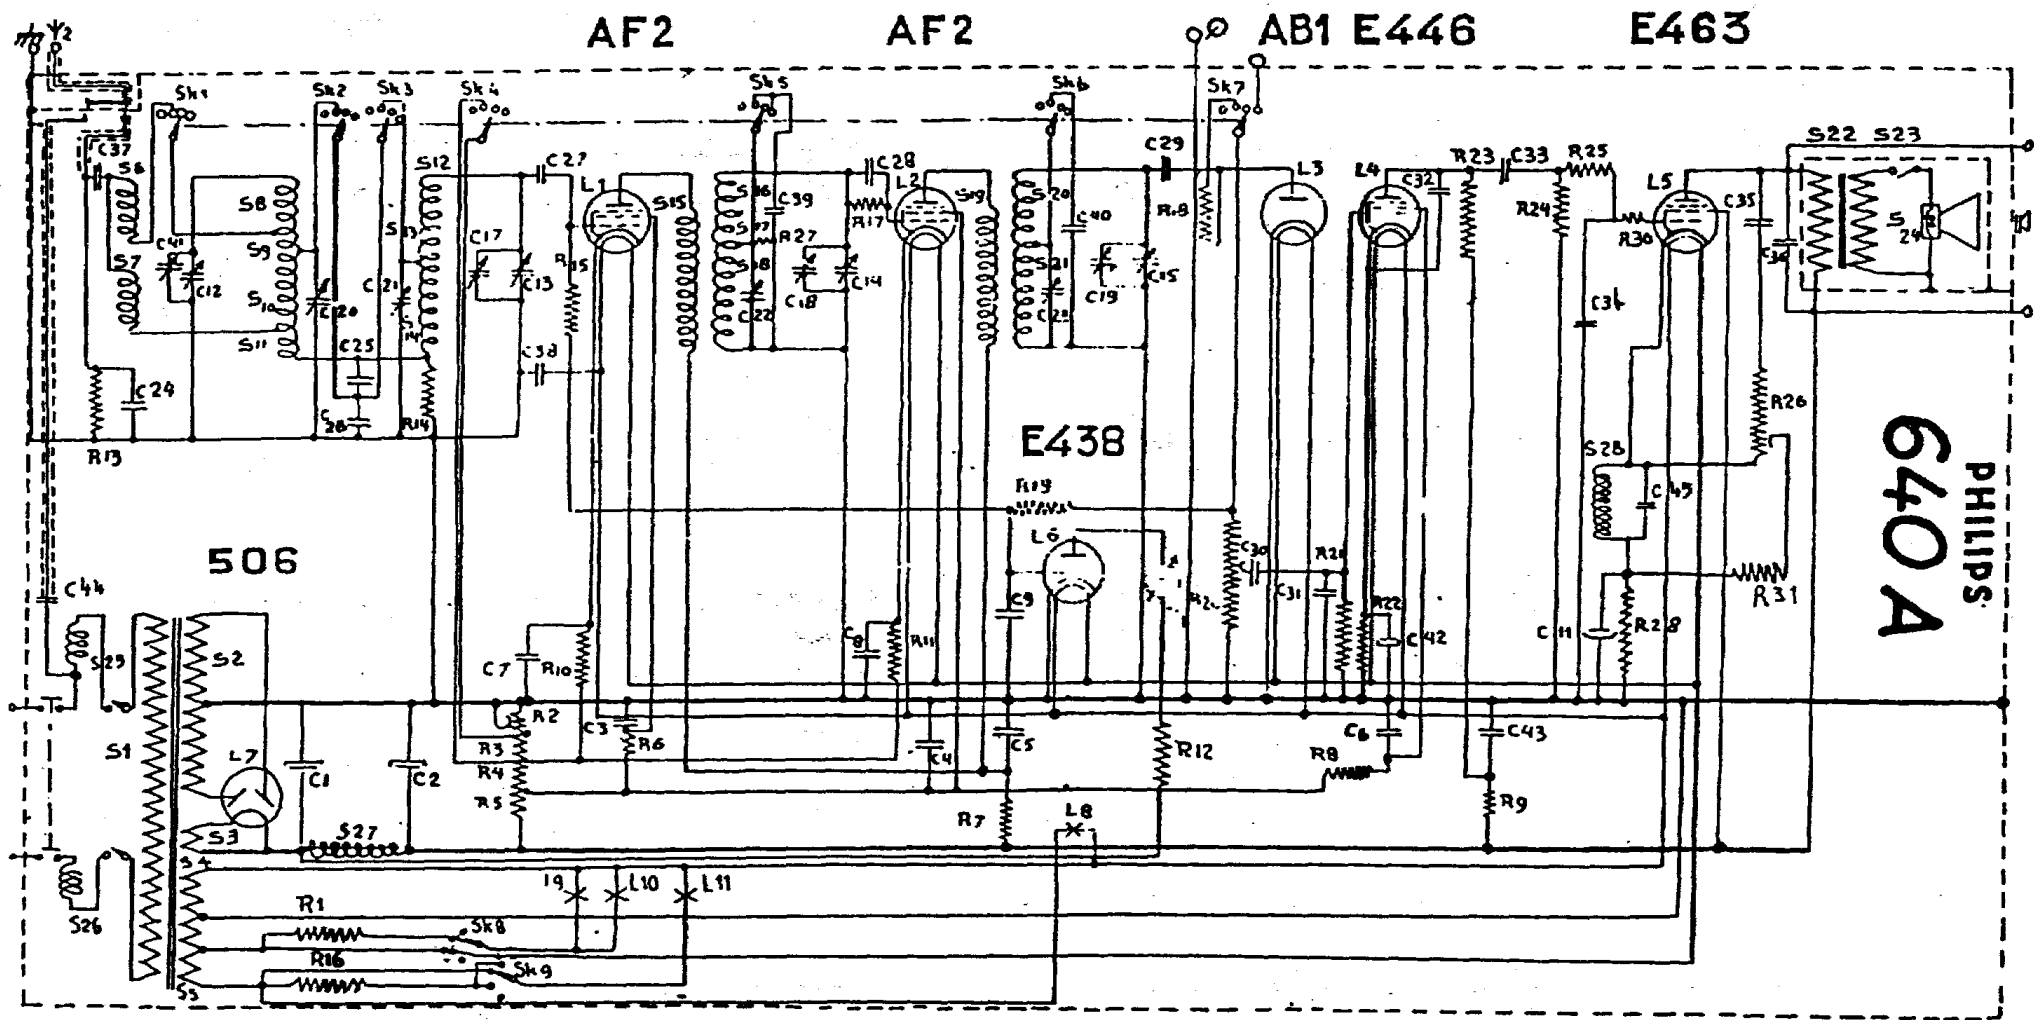 AF2 AF2 AB1 E446 E463
2
Sk1 Sk2 Sk3 Sk4 Sk5 Sk6 Sk7
S22 S23
C37 S6 S12 C27 L1 C28 L2 C29 L3 L4 C32 R23 C33 R25 L5
S8 S15 S16 C39 R17 S19 S20 C40 R18 R24 R30 C35 S24
C41 S9 S13 C17 S17 R27 S21 C36
S7 C12 S10 C20 C21 R15 C13 S18 C18 C14 C19 C15
S11 C25 S14 C38 C22 C34
C24 R14 R26
R13
E438
S28
C45
L6
506
C44 C9 C30 R21 C31 R22 R31
S25 S2 C7 R10 C8 R11 C42 C11 R28
R2 C3 R6 C4 C5 R12 C6 C43
S1 L7 C1 C2 R3 R4 R5 R8 R9
S3 S27 R7 L8
S4 L10 L11
S26 R1 Sk8
R16 Sk9
S5
PHILIPS
640A